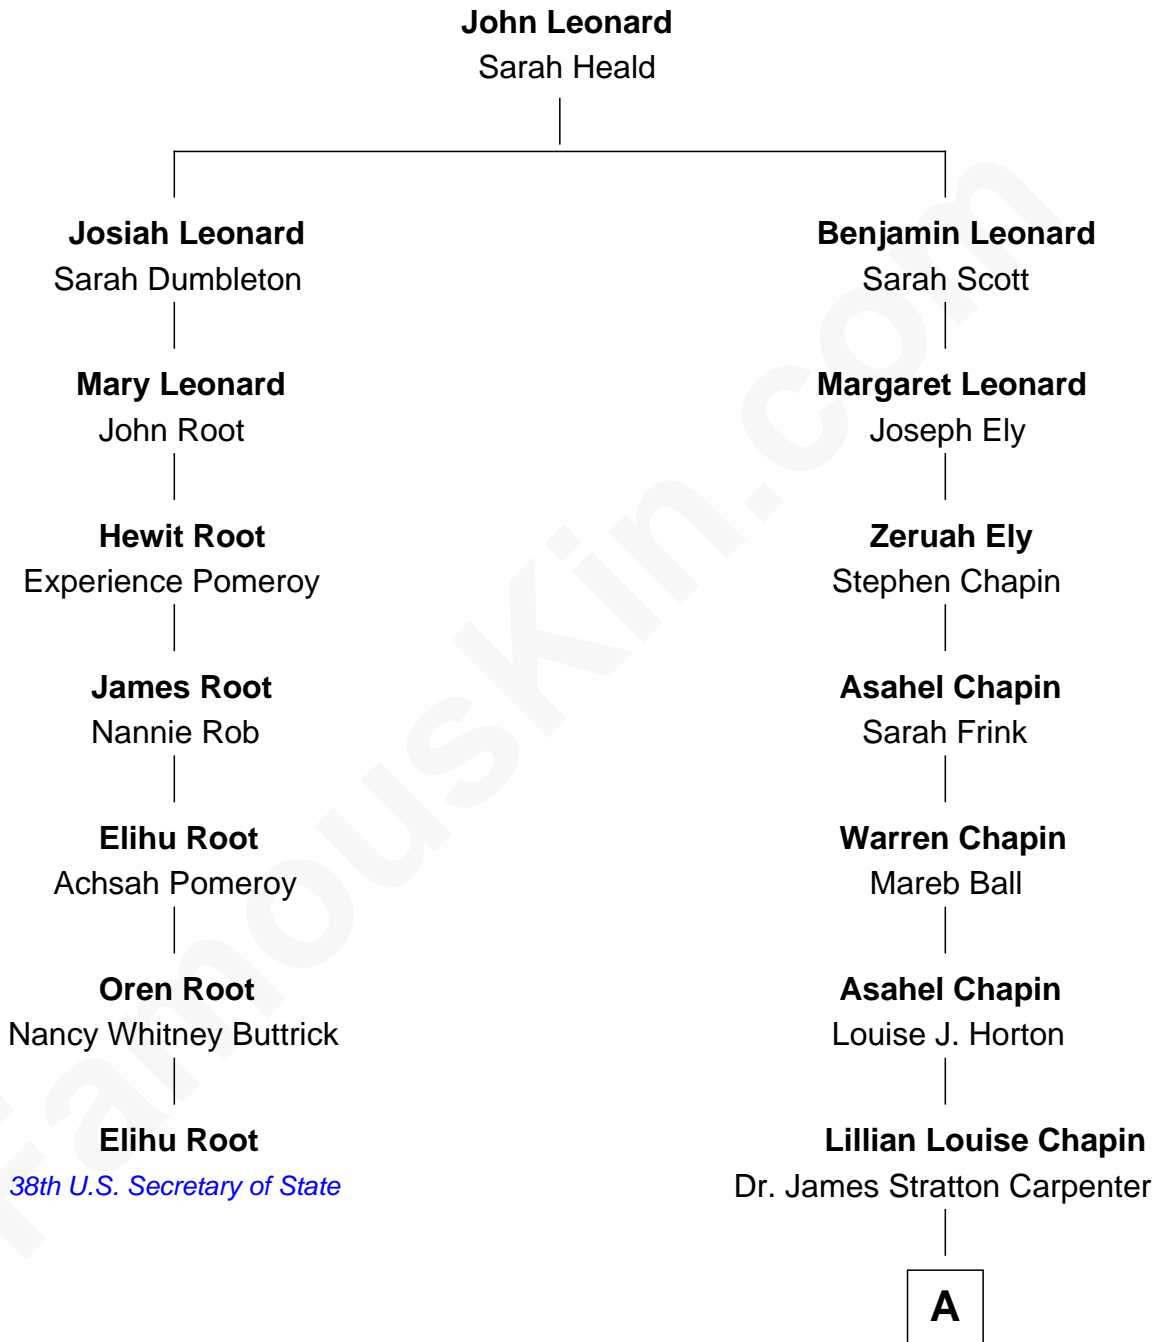 John Leonard
Sarah Heald
Josiah Leonard
Sarah Dumbleton
Mary Leonard
John Root
Hewit Root
Experience Pomeroy
James Root
Nannie Rob
Elihu Root
Achsah Pomeroy
Oren Root
Nancy Whitney Buttrick
Elihu Root
38th U.S. Secretary of State
Benjamin Leonard
Sarah Scott
Margaret Leonard
Joseph Ely
Zeruah Ely
Stephen Chapin
Asahel Chapin
Sarah Frink
Warren Chapin
Mareb Ball
Asahel Chapin
Louise J. Horton
Lillian Louise Chapin
Dr. James Stratton Carpenter
A
FamousKin.com